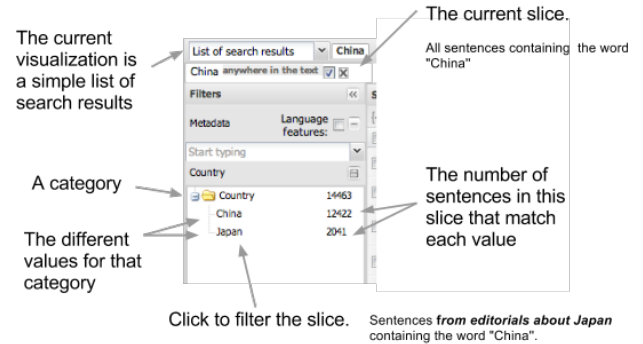 The current slice.
The current
visualization is
a simple list of
search results
All sentences containing the word
"China"
List of search results
China
China anywhere in the text
Filters
Metadata
Language
features:
Start typing
Country
A category
Country 14463
China 12422
Japan 2041
The different
values for that
category
The number of
sentences in this
slice that match
each value
Click to filter the slice.
Sentences from editorials about Japan
containing the word "China".